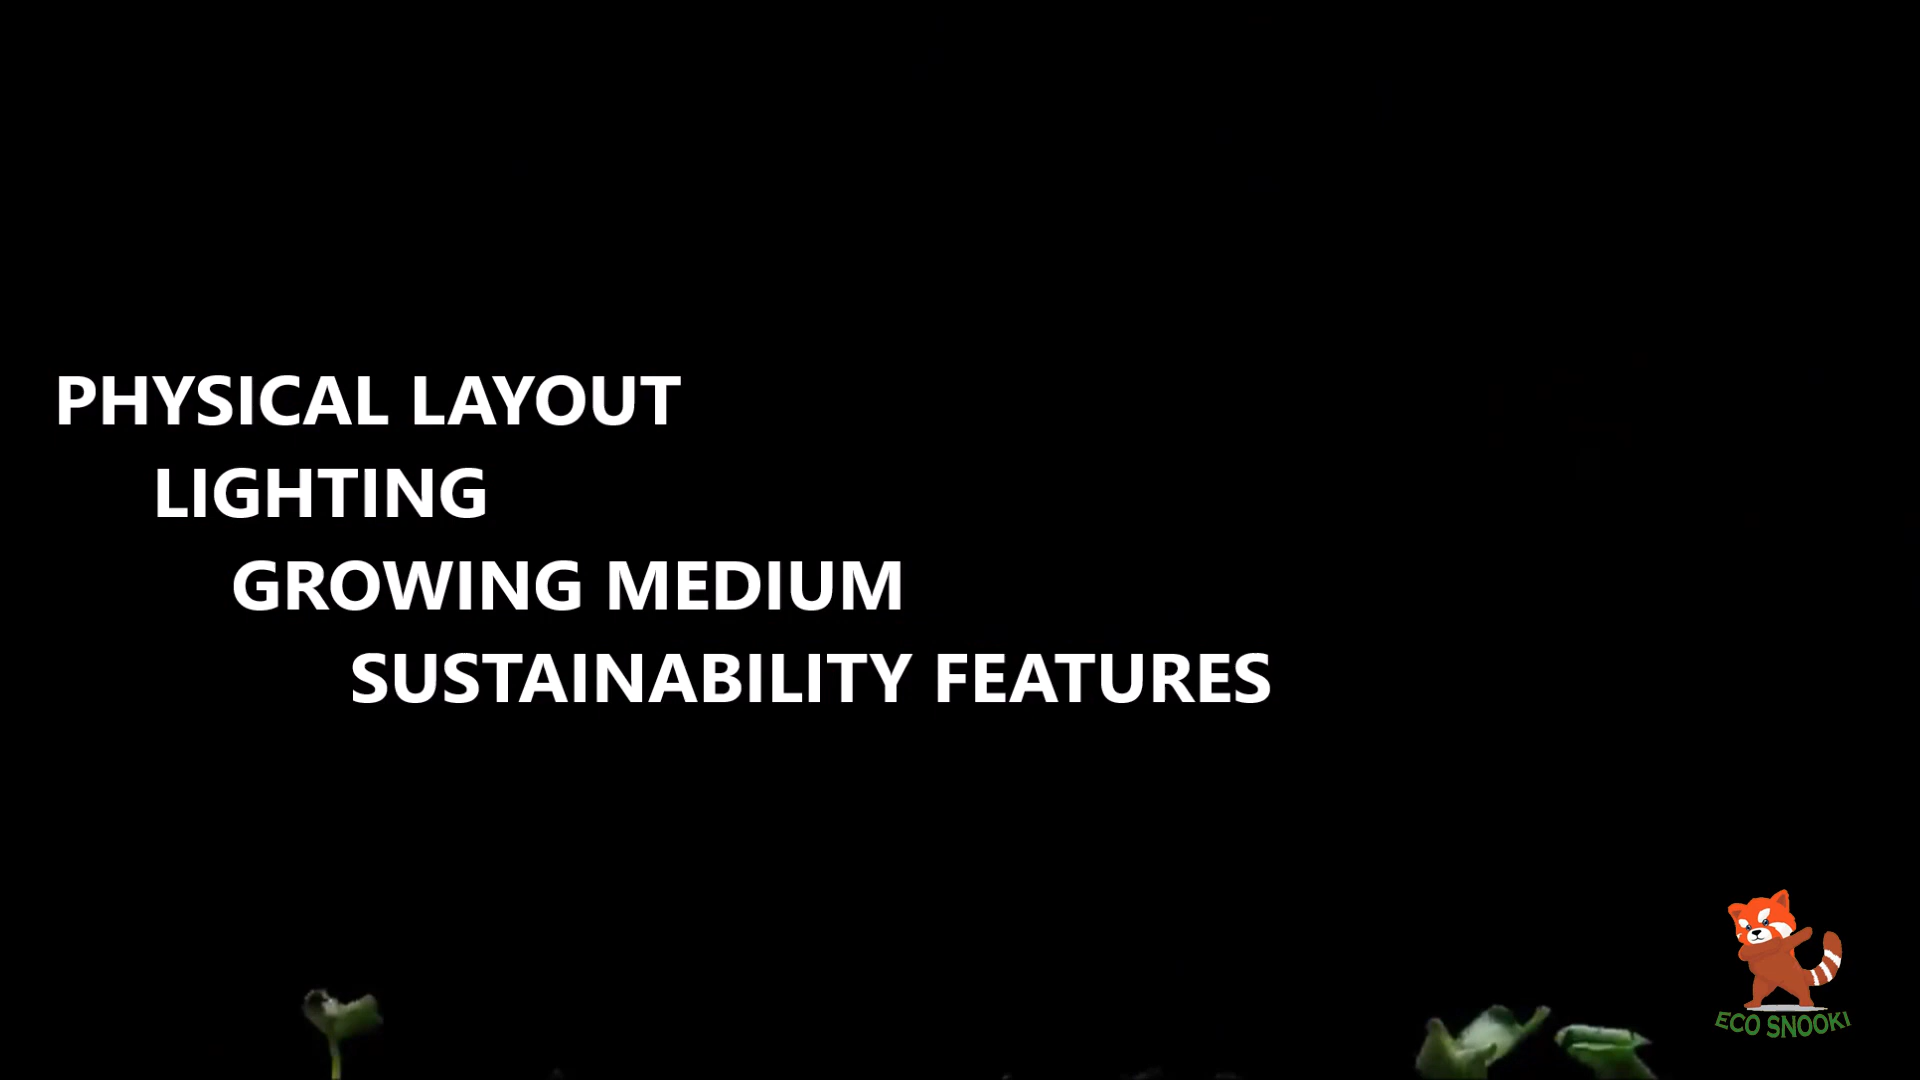 PHYSICAL LAYOUT
LIGHTING
GROWING MEDIUM
SUSTAINABILITY FEATURES
ECO SNOOKI